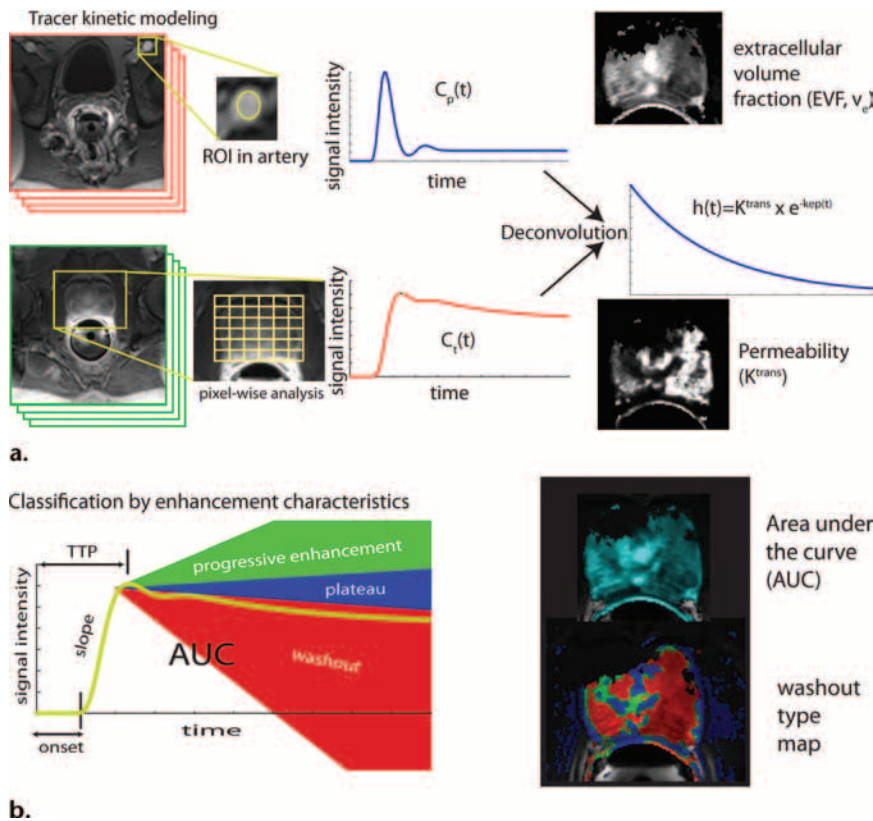 Tracer kinetic modeling
ROI in artery
signal intensity
C_p(t)
time
extracellular
volume
fraction (EVF, v_e)
Deconvolution
h(t)=K^trans x e^-kep(t)
pixel-wise analysis
signal intensity
C_t(t)
time
Permeability
(K^trans)
a.
Classification by enhancement characteristics
TTP
progressive enhancement
plateau
signal intensity
slope
AUC
washout
time
onset
Area under
the curve
(AUC)
washout
type
map
b.